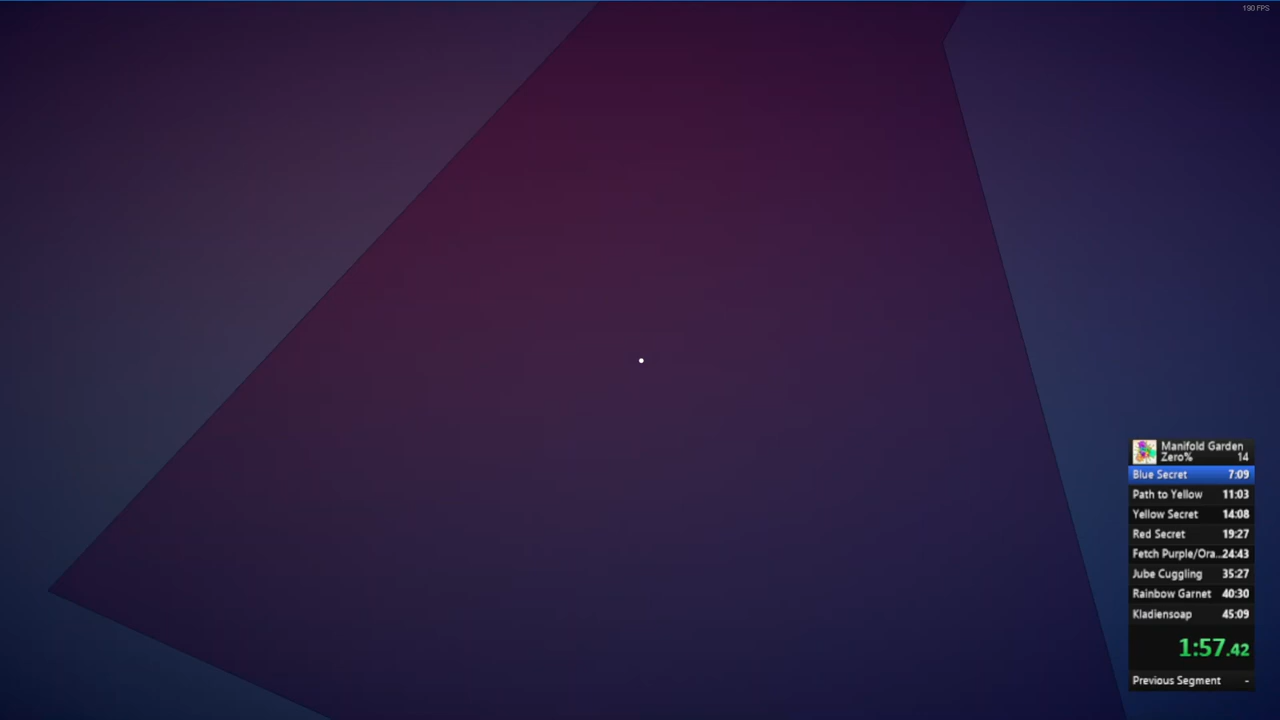 190 FPS
Manifold Garden
Zero% 14
Blue Secret 7:09
Path to Yellow 11:03
Yellow Secret 14:08
Red Secret 19:27
Fetch Purple/Ora... 24:43
Jube Cuggling 35:27
Rainbow Garnet 40:30
Kladiensoap 45:09
1:57.42
Previous Segment -